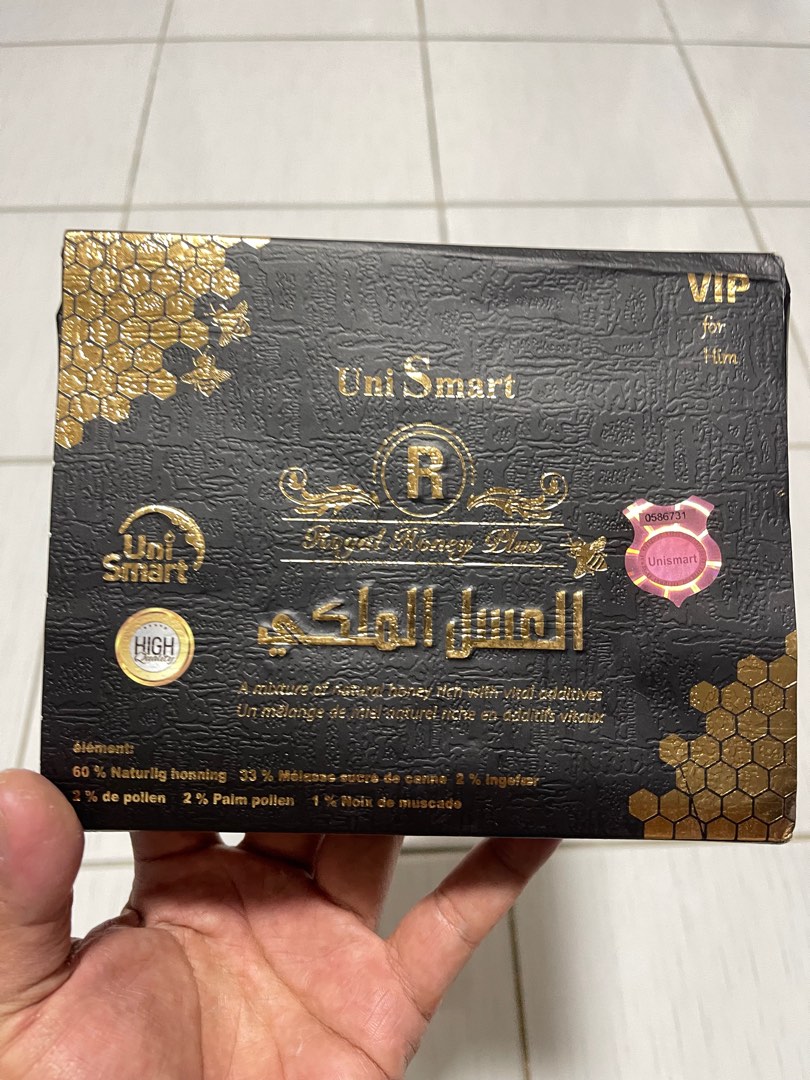 VIP
for
Him
Uni Smart
R
Royal Honey Plus
0586731
Unismart
Uni
Smart
العسل الملكي
HIGH
Quality
A mixture of natural honey rich with vital additives
Un mélange de miel naturel riche en additifs vitaux
élément:
60 % Naturlig honning 33 % Mélasse sucre de canne 2 % Ingefær
2 % de pollen 2 % Palm pollen 1 % Noix de muscade